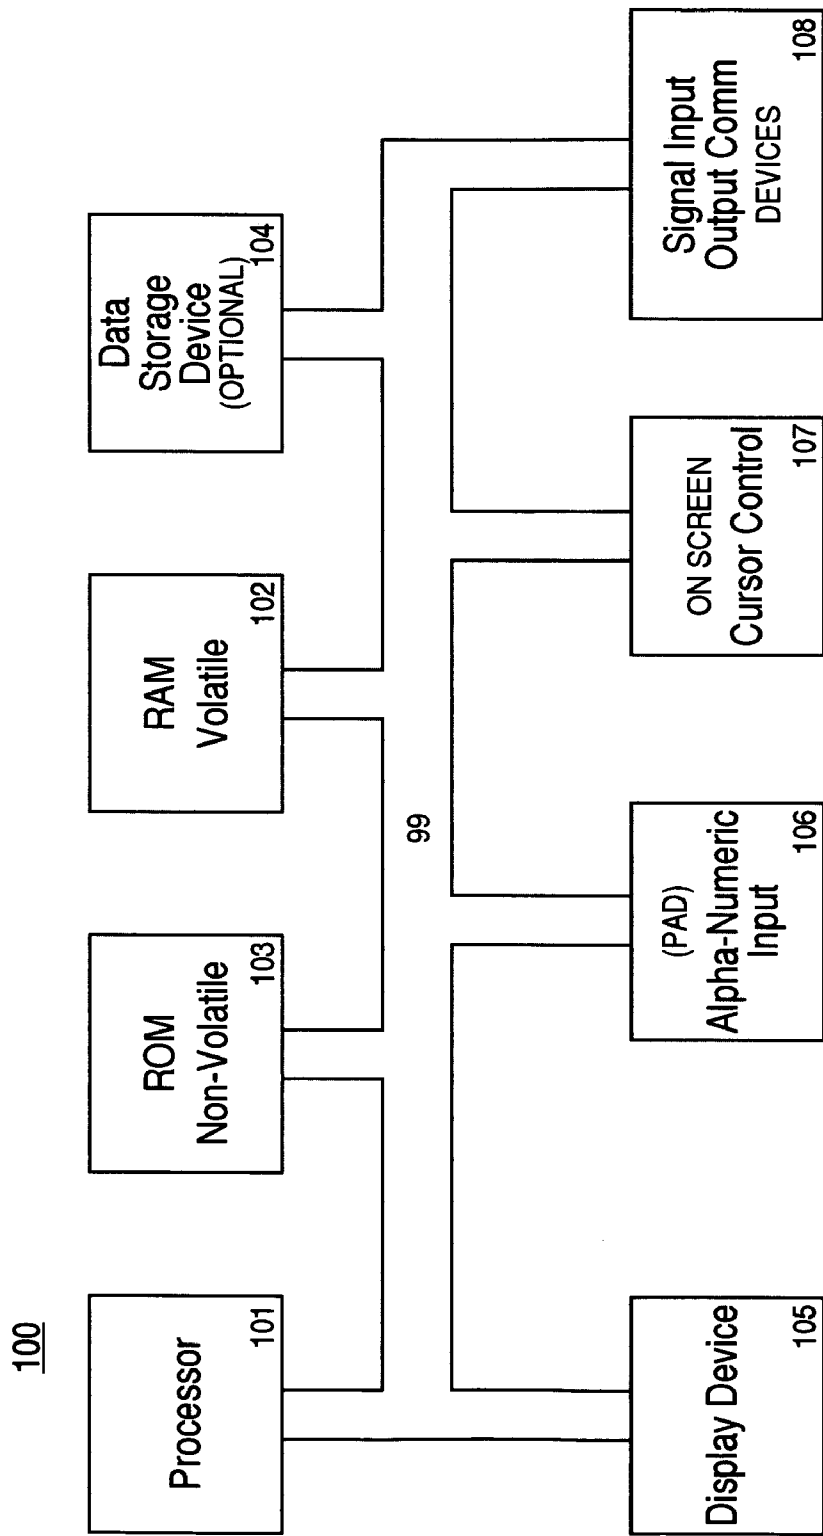 100
Processor
101
ROM
Non-Volatile
103
RAM
Volatile
102
Data
Storage
Device
(OPTIONAL)
104
99
Display Device
105
(PAD)
Alpha-Numeric
Input
106
ON SCREEN
Cursor Control
107
Signal Input
Output Comm
DEVICES
108